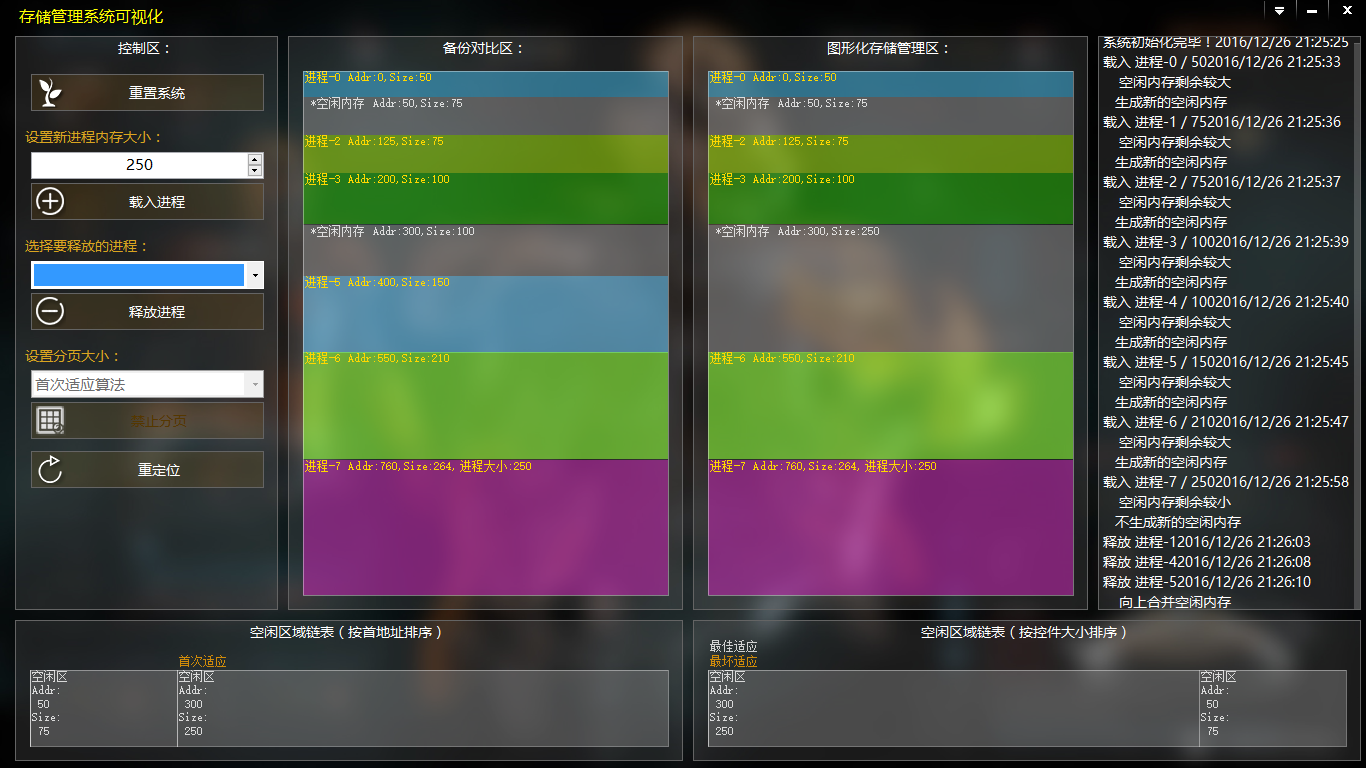 存储管理系统可视化
控制区：
重置系统
设置新进程内存大小：
250
载入进程
选择要释放的进程：
释放进程
设置分页大小：
首次适应算法
禁止分页
重定位
备份对比区：
进程-0 Addr:0,Size:50
*空闲内存 Addr:50,Size:75
进程-2 Addr:125,Size:75
进程-3 Addr:200,Size:100
*空闲内存 Addr:300,Size:100
进程-5 Addr:400,Size:150
进程-6 Addr:550,Size:210
进程-7 Addr:760,Size:264, 进程大小:250
图形化存储管理区：
进程-0 Addr:0,Size:50
*空闲内存 Addr:50,Size:75
进程-2 Addr:125,Size:75
进程-3 Addr:200,Size:100
*空闲内存 Addr:300,Size:250
进程-6 Addr:550,Size:210
进程-7 Addr:760,Size:264, 进程大小:250
系统初始化完毕！2016/12/26 21:25:25
载入 进程-0 / 502016/12/26 21:25:33
空闲内存剩余较大
生成新的空闲内存
载入 进程-1 / 752016/12/26 21:25:36
空闲内存剩余较大
生成新的空闲内存
载入 进程-2 / 752016/12/26 21:25:37
空闲内存剩余较大
生成新的空闲内存
载入 进程-3 / 1002016/12/26 21:25:39
空闲内存剩余较大
生成新的空闲内存
载入 进程-4 / 1002016/12/26 21:25:40
空闲内存剩余较大
生成新的空闲内存
载入 进程-5 / 1502016/12/26 21:25:45
空闲内存剩余较大
生成新的空闲内存
载入 进程-6 / 2102016/12/26 21:25:47
空闲内存剩余较大
生成新的空闲内存
载入 进程-7 / 2502016/12/26 21:25:58
空闲内存剩余较小
不生成新的空闲内存
释放 进程-12016/12/26 21:26:03
释放 进程-42016/12/26 21:26:08
释放 进程-52016/12/26 21:26:10
向上合并空闲内存
空闲区域链表（按首地址排序）
首次适应
空闲区
Addr:
50
Size:
75
空闲区
Addr:
300
Size:
250
空闲区域链表（按控件大小排序）
最佳适应
最坏适应
空闲区
Addr:
300
Size:
250
空闲区
Addr:
50
Size:
75